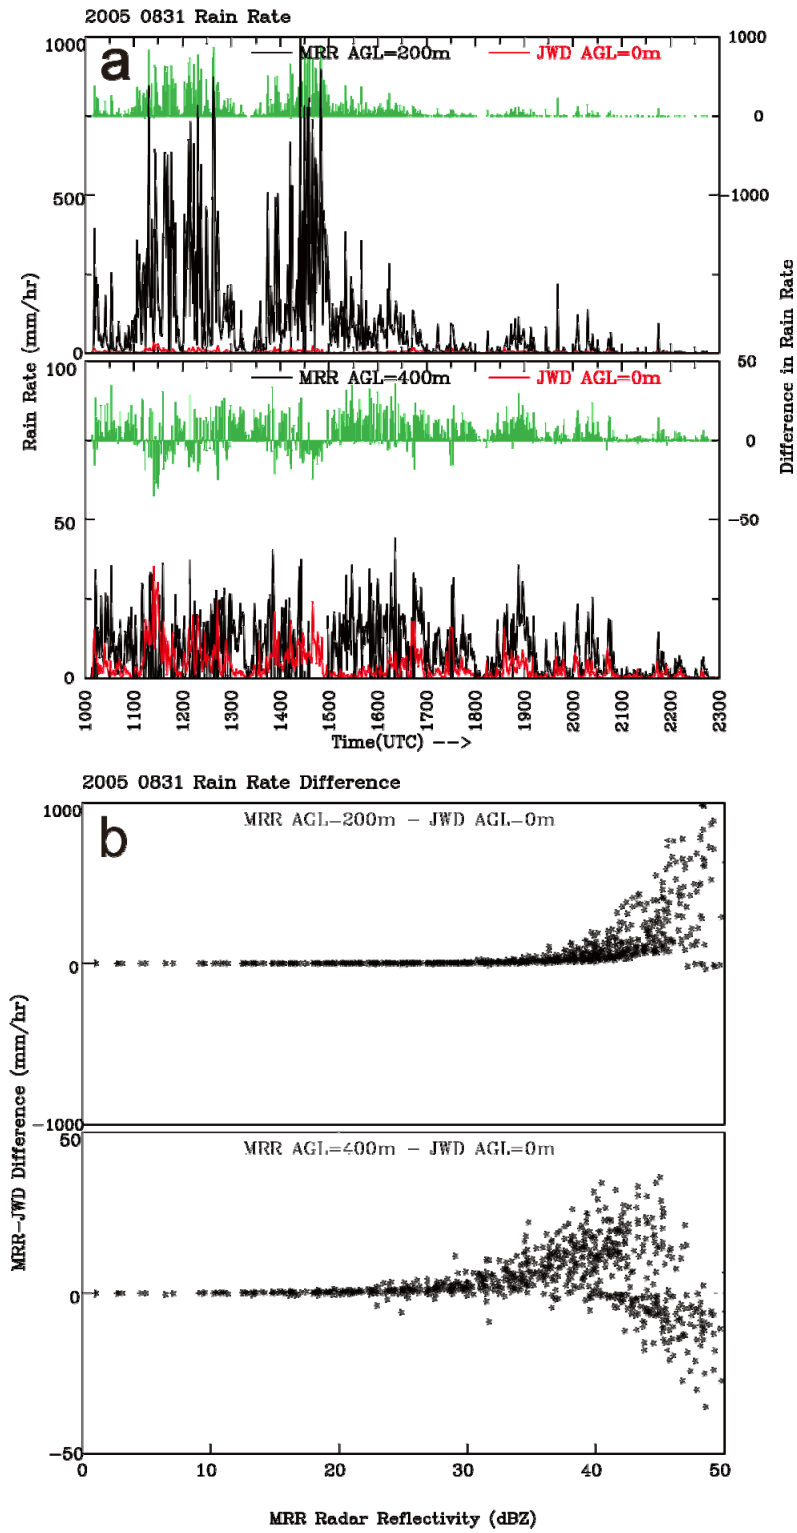 2005 0831 Rain Rate
a
MRR AGL=200m JWD AGL=0m
1000
500
0
1000
0
-1000
Rain Rate (mm/hr)
Difference in Rain Rate
MRR AGL=400m JWD AGL=0m
100
50
0
50
0
-50
1000 1100 1200 1300 1400 1500 1600 1700 1800 1900 2000 2100 2200 2300
Time(UTC) -->
2005 0831 Rain Rate Difference
b
MRR AGL=200m - JWD AGL=0m
1000
0
-1000
MRR-JWD Difference (mm/hr)
MRR AGL=400m - JWD AGL=0m
50
0
-50
0 10 20 30 40 50
MRR Radar Reflectivity (dBZ)